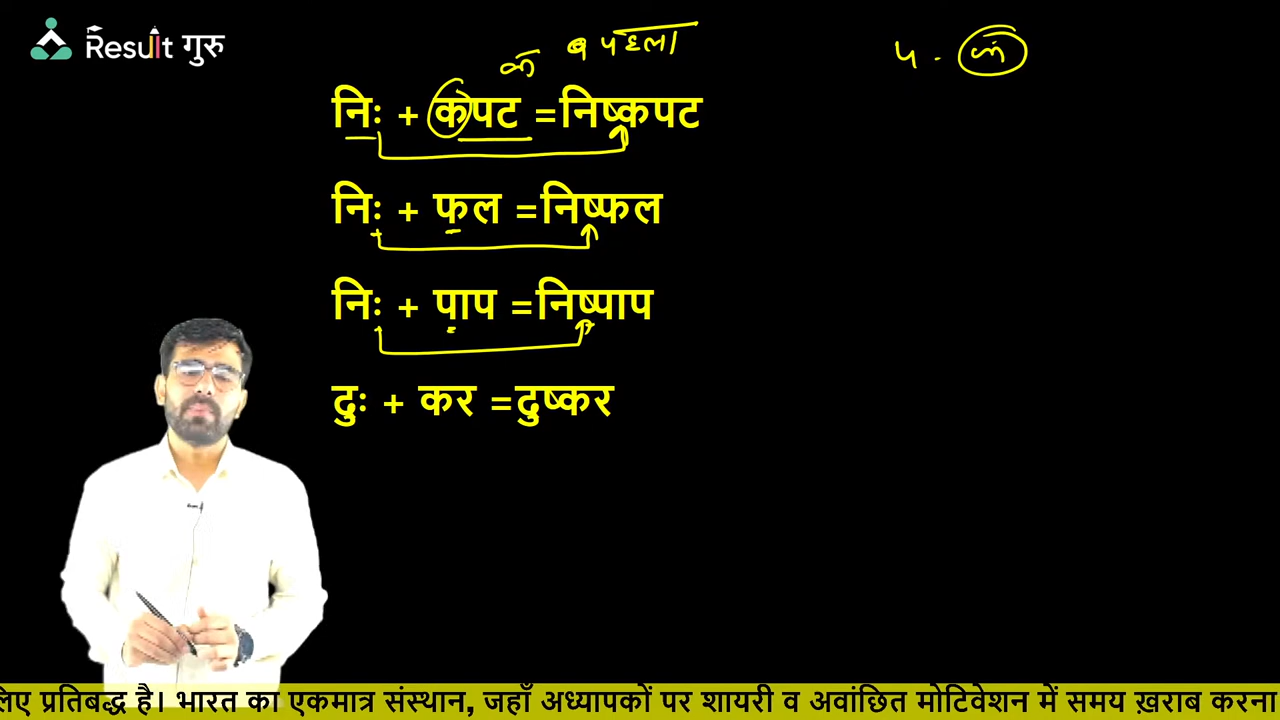 Result गुरु
पहला
निः + कपट =निष्कपट
निः + फल =निष्फल
निः + पाप =निष्पाप
दुः + कर =दुष्कर
लिए प्रतिबद्ध है। भारत का एकमात्र संस्थान, जहाँ अध्यापकों पर शायरी व अवांछित मोटिवेशन में समय ख़राब करना